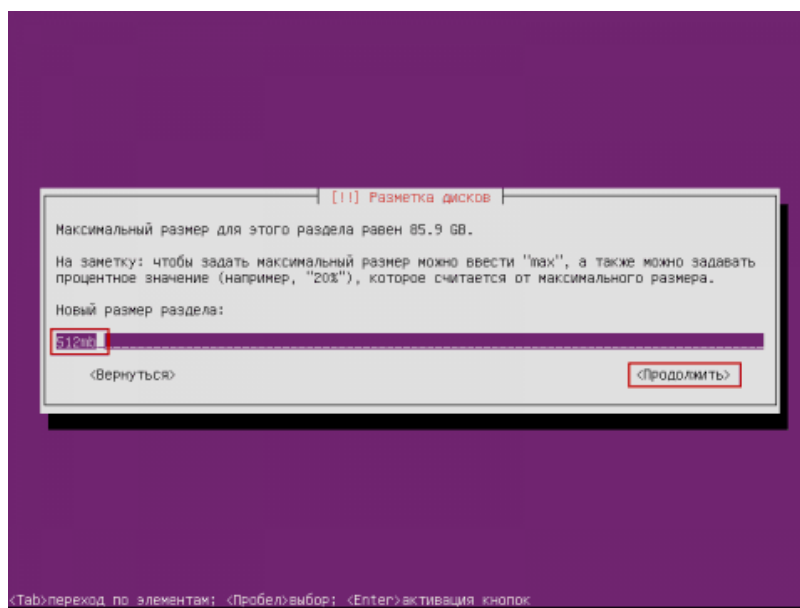 [!!] Разметка дисков
Максимальный размер для этого раздела равен 85.9 GB.
На заметку: чтобы задать максимальный размер можно ввести "max", а также можно задавать
процентное значение (например, "20%"), которое считается от максимального размера.
Новый размер раздела:
512mb
<Вернуться> <Продолжить>
<Tab>переход по элементам; <Пробел>выбор; <Enter>активация кнопок